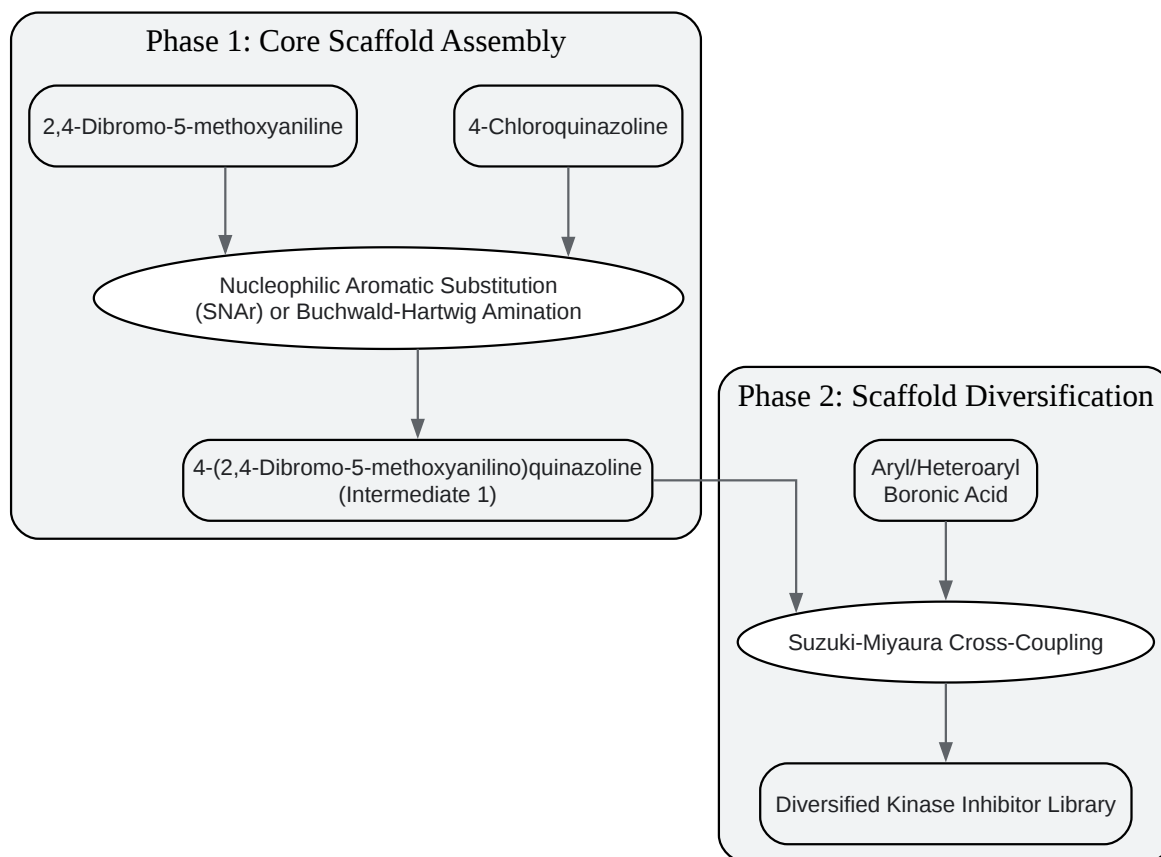 Phase 1: Core Scaffold Assembly
2,4-Dibromo-5-methoxyaniline
4-Chloroquinazoline
Nucleophilic Aromatic Substitution
(SNAr) or Buchwald-Hartwig Amination
4-(2,4-Dibromo-5-methoxyanilino)quinazoline
(Intermediate 1)
Phase 2: Scaffold Diversification
Aryl/Heteroaryl
Boronic Acid
Suzuki-Miyaura Cross-Coupling
Diversified Kinase Inhibitor Library